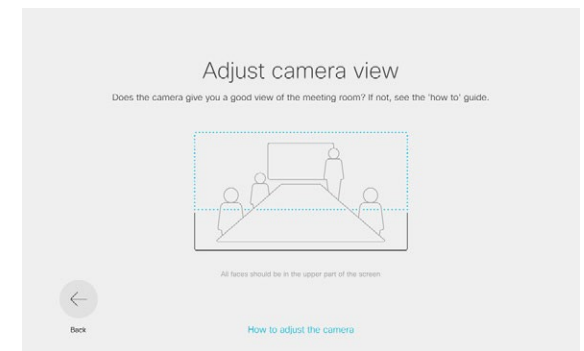 Adjust camera view
Does the camera give you a good view of the meeting room? If not, see the 'how to' guide.
All faces should be in the upper part of the screen
Back
How to adjust the camera